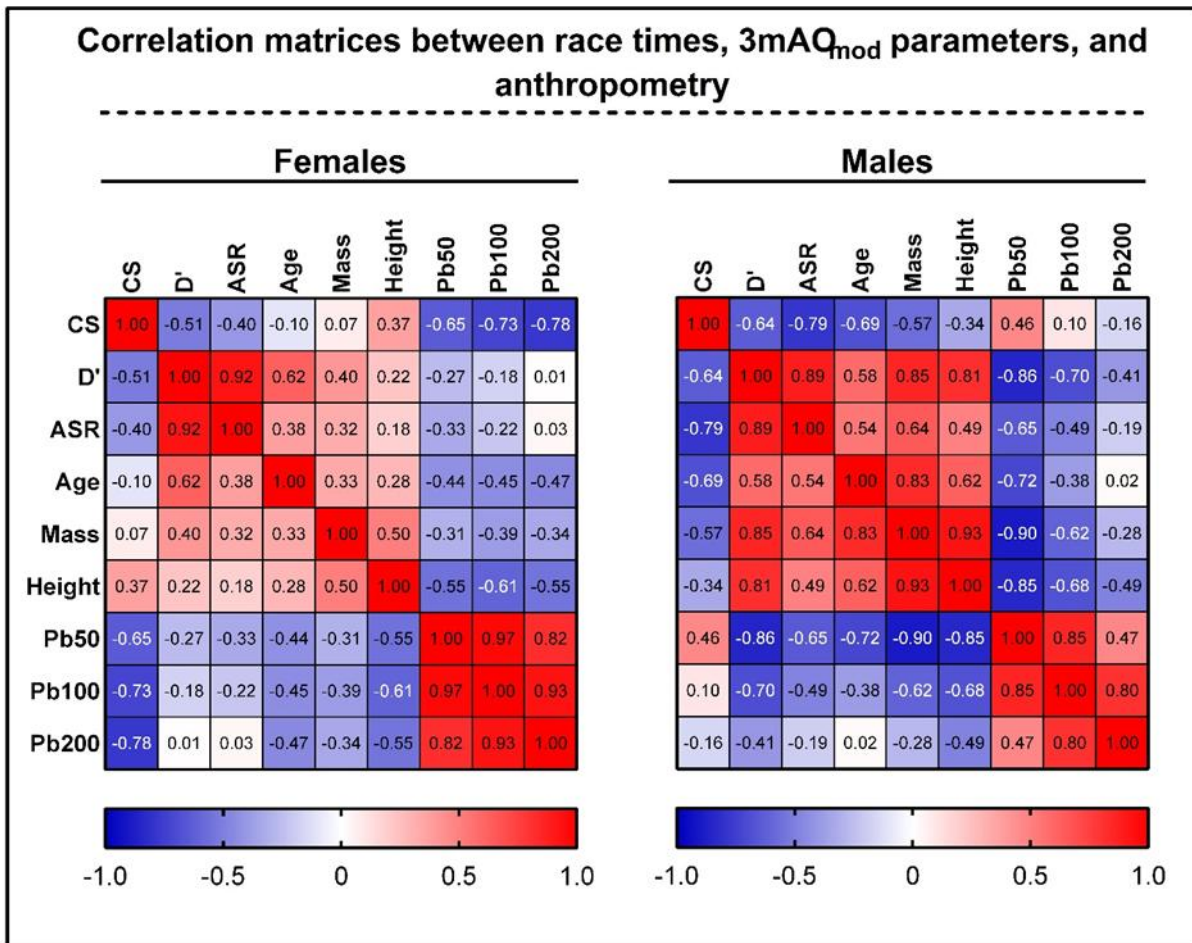 Correlation matrices between race times, 3mAO_mod parameters, and
anthropometry
Females
CS D' ASR Age Mass Height Pb50 Pb100 Pb200
CS 1.00 -0.51 -0.40 -0.10 0.07 0.37 -0.65 -0.73 -0.78
D' -0.51 1.00 0.92 0.62 0.40 0.22 -0.27 -0.18 0.01
ASR -0.40 0.92 1.00 0.38 0.32 0.18 -0.33 -0.22 0.03
Age -0.10 0.62 0.38 1.00 0.33 0.28 -0.44 -0.45 -0.47
Mass 0.07 0.40 0.32 0.33 1.00 0.50 -0.31 -0.39 -0.34
Height 0.37 0.22 0.18 0.28 0.50 1.00 -0.55 -0.61 -0.55
Pb50 -0.65 -0.27 -0.33 -0.44 -0.31 -0.55 1.00 0.97 0.82
Pb100 -0.73 -0.18 -0.22 -0.45 -0.39 -0.61 0.97 1.00 0.93
Pb200 -0.78 0.01 0.03 -0.47 -0.34 -0.55 0.82 0.93 1.00
-1.0 -0.5 0 0.5 1.0
Males
CS D' ASR Age Mass Height Pb50 Pb100 Pb200
1.00 -0.64 -0.79 -0.69 -0.57 -0.34 0.46 0.10 -0.16
-0.64 1.00 0.89 0.58 0.85 0.81 -0.86 -0.70 -0.41
-0.79 0.89 1.00 0.54 0.64 0.49 -0.65 -0.49 -0.19
-0.69 0.58 0.54 1.00 0.83 0.62 -0.72 -0.38 0.02
-0.57 0.85 0.64 0.83 1.00 0.93 -0.90 -0.62 -0.28
-0.34 0.81 0.49 0.62 0.93 1.00 -0.85 -0.68 -0.49
0.46 -0.86 -0.65 -0.72 -0.90 -0.85 1.00 0.85 0.47
0.10 -0.70 -0.49 -0.38 -0.62 -0.68 0.85 1.00 0.80
-0.16 -0.41 -0.19 0.02 -0.28 -0.49 0.47 0.80 1.00
-1.0 -0.5 0 0.5 1.0